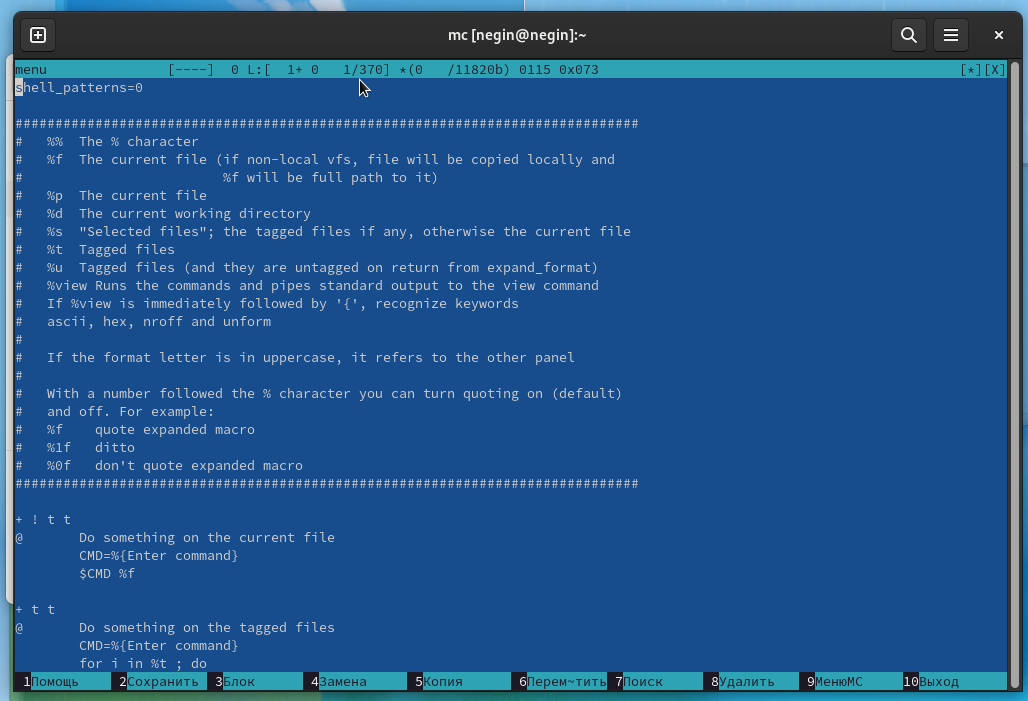 mc [negin@negin]:~
menu               [----]  0 L:[  1+ 0   1/370] *(0   /11820b) 0115 0x073                                             [*][X]
shell_patterns=0
##############################################################################
#   %%  The % character
#   %f  The current file (if non-local vfs, file will be copied locally and
#                         %f will be full path to it)
#   %p  The current file
#   %d  The current working directory
#   %s  "Selected files"; the tagged files if any, otherwise the current file
#   %t  Tagged files
#   %u  Tagged files (and they are untagged on return from expand_format)
#   %view Runs the commands and pipes standard output to the view command
#   If %view is immediately followed by '{', recognize keywords
#   ascii, hex, nroff and unform
#
#   If the format letter is in uppercase, it refers to the other panel
#
#   With a number followed the % character you can turn quoting on (default)
#   and off. For example:
#   %f    quote expanded macro
#   %1f   ditto
#   %0f   don't quote expanded macro
##############################################################################
+ ! t t
@       Do something on the current file
        CMD=%{Enter command}
        $CMD %f
+ t t
@       Do something on the tagged files
        CMD=%{Enter command}
        for i in %t ; do
1Помощь 2Сохранить 3Блок 4Замена 5Копия 6Перем~тить 7Поиск 8Удалить 9МенюМС 10Выход